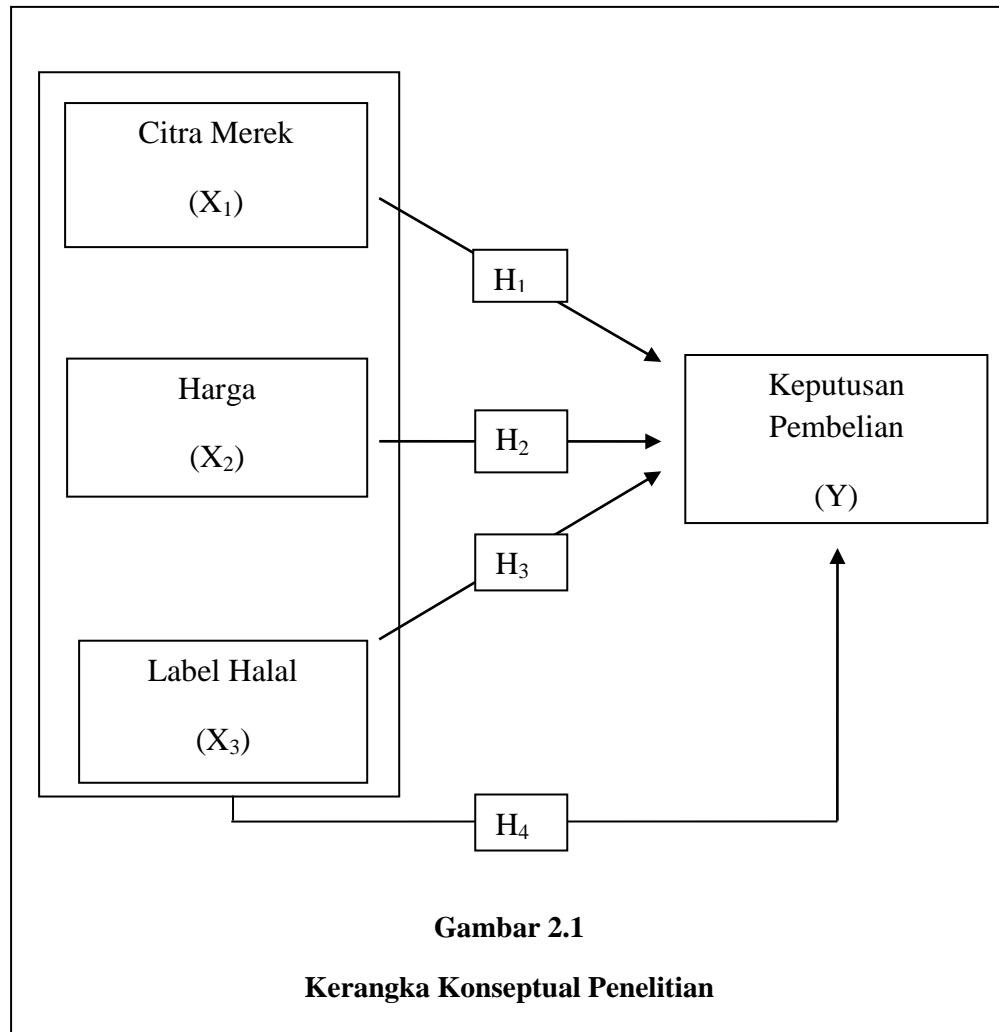 Citra Merek
(X₁)
H₁
Harga
(X₂)
H₂
Keputusan
Pembelian
(Y)
H₃
Label Halal
(X₃)
H₄
Gambar 2.1
Kerangka Konseptual Penelitian